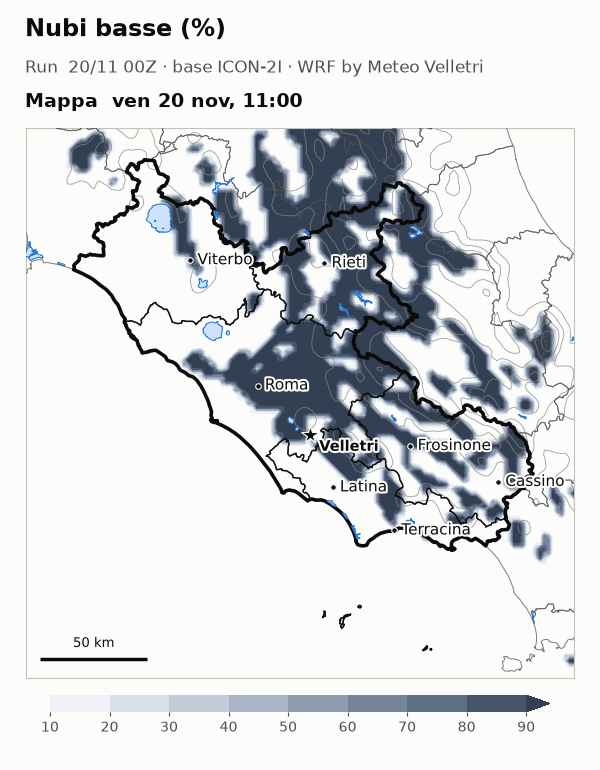 Nubi basse (%)
Run  20/11 00Z · base ICON-2I · WRF by Meteo Velletri
Mappa  ven 20 nov, 11:00
Viterbo
Rieti
Roma
Velletri
Frosinone
Cassino
Latina
Terracina
50 km
10 20 30 40 50 60 70 80 90